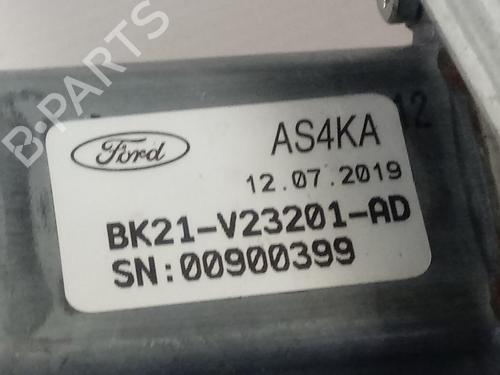 B-PARTS
Ford
AS4KA
12.07.2019
BK21-V23201-AD
SN:00900399